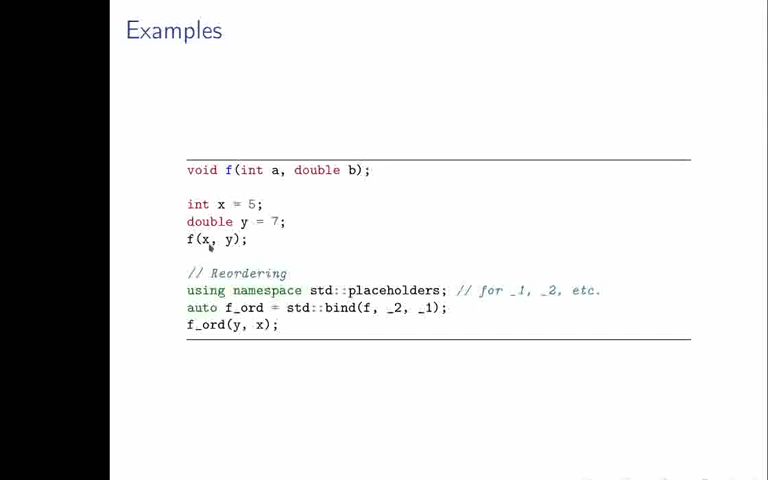 Examples
void f(int a, double b);
int x = 5;
double y = 7;
f(x, y);
// Reordering
using namespace std::placeholders; // for _1, _2, etc.
auto f_ord = std::bind(f, _2, _1);
f_ord(y, x);